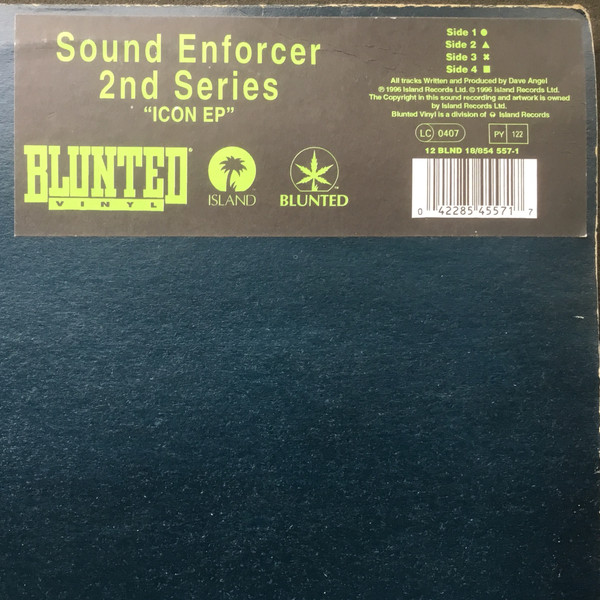 Sound Enforcer
2nd Series
“ICON EP”
BLUNTED
VINYL
ISLAND
BLUNTED
Side 1 ●
Side 2 ▲
Side 3 ✖
Side 4 ■
All tracks Written and Produced by Dave Angel
℗ 1996 Island Records Ltd. © 1996 Island Records Ltd.
The Copyright in this sound recording and artwork is owned
by Island Records Ltd.
Blunted Vinyl is a division of Island Records
LC 0407
PY 122
12 BLND 18/854 557-1
0 42285 45571 7